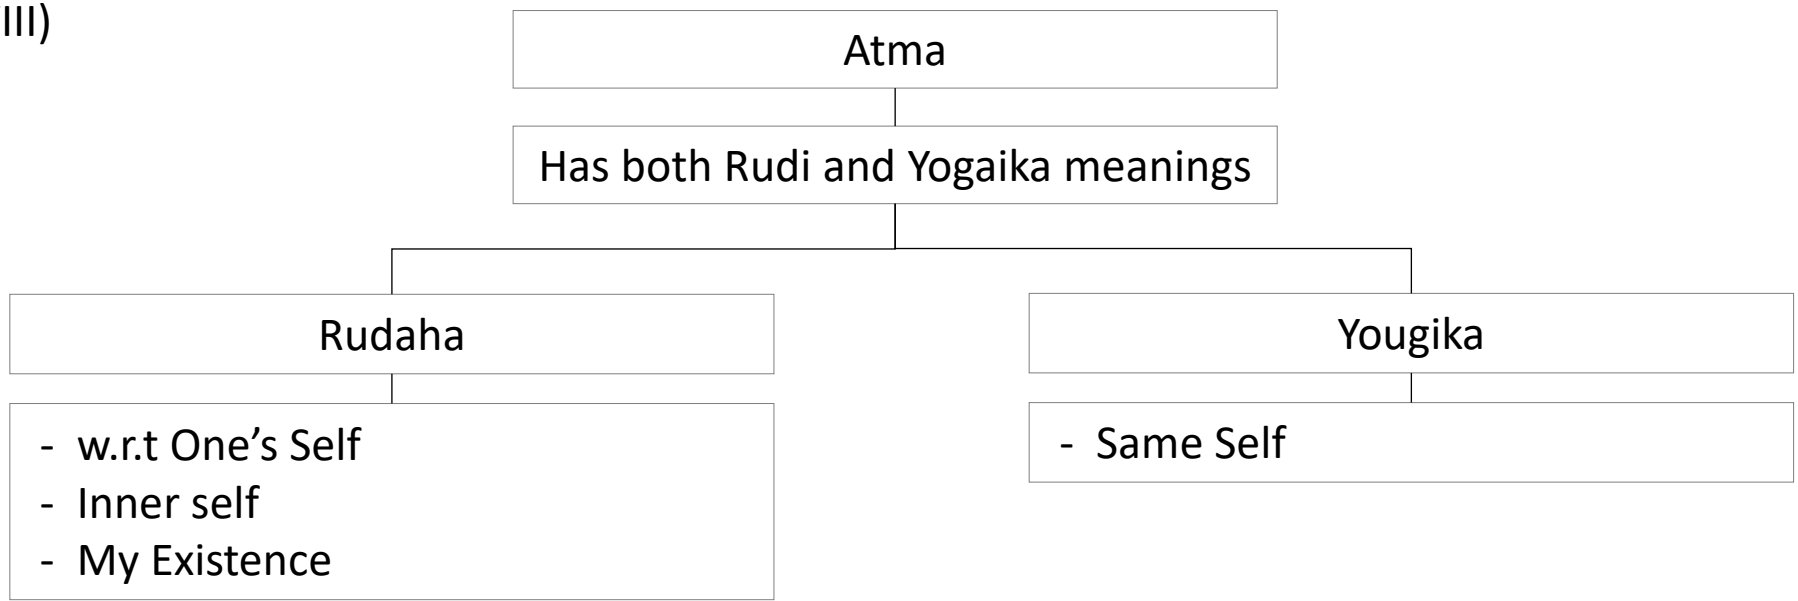 III)
Atma
Has both Rudi and Yogaika meanings
Rudaha
Yougika
- w.r.t One’s Self
- Inner self
- My Existence
- Same Self